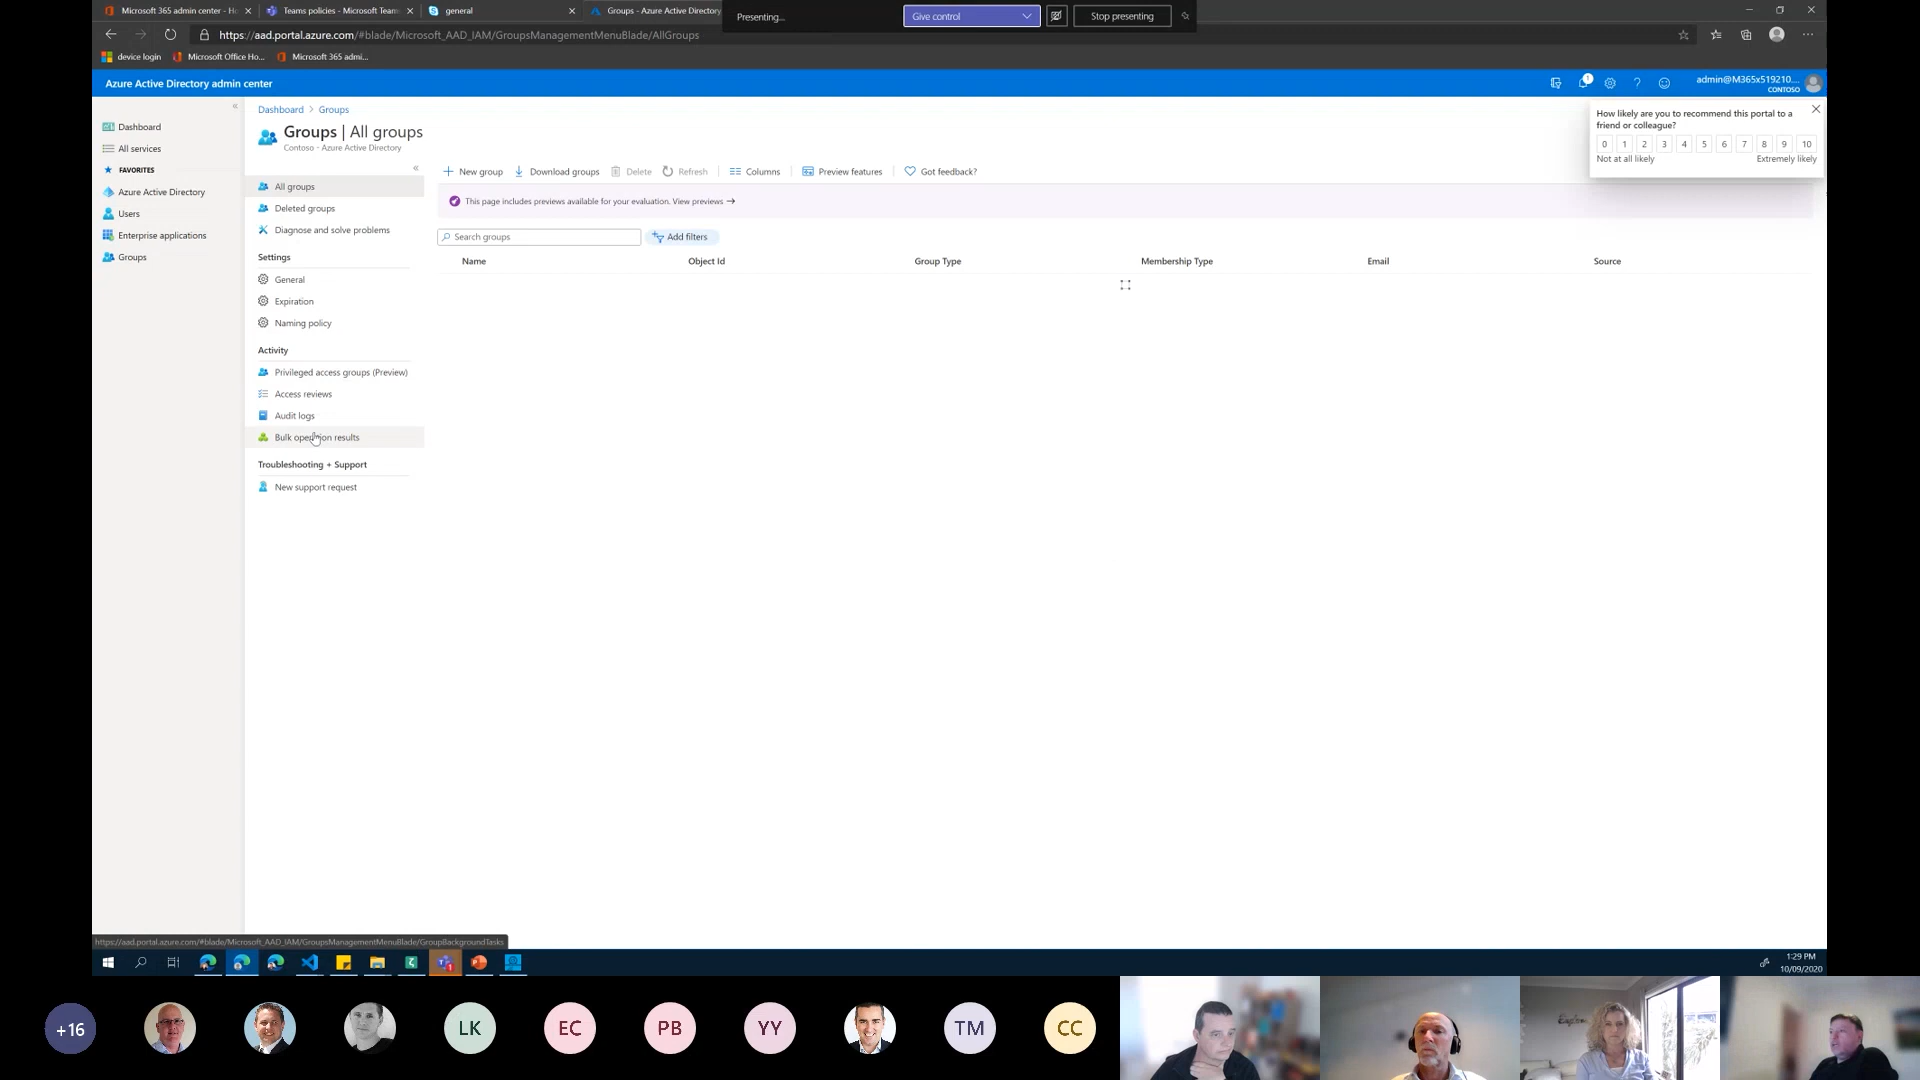 Microsoft 365 admin center - Ho
Teams policies - Microsoft Team
general
Groups - Azure Active Directory
Presenting...
Give control
Stop presenting
https://aad.portal.azure.com/#blade/Microsoft_AAD_IAM/GroupsManagementMenuBlade/AllGroups
device login
Microsoft Office Ho...
Microsoft 365 admi...
Azure Active Directory admin center
1
admin@M365x519210....
CONTOSO
Dashboard
All services
FAVORITES
Azure Active Directory
Users
Enterprise applications
Groups
Dashboard > Groups
Groups | All groups
Contoso - Azure Active Directory
All groups
Deleted groups
Diagnose and solve problems
Settings
General
Expiration
Naming policy
Activity
Privileged access groups (Preview)
Access reviews
Audit logs
Bulk operation results
Troubleshooting + Support
New support request
New group
Download groups
Delete
Refresh
Columns
Preview features
Got feedback?
This page includes previews available for your evaluation. View previews →
Search groups
Add filters
Name
Object Id
Group Type
Membership Type
Email
Source
How likely are you to recommend this portal to a
friend or colleague?
0 1 2 3 4 5 6 7 8 9 10
Not at all likely
Extremely likely
https://aad.portal.azure.com/#blade/Microsoft_AAD_IAM/GroupsManagementMenuBlade/GroupBackgroundTasks
1:29 PM
10/09/2020
+16
LK
EC
PB
YY
TM
CC